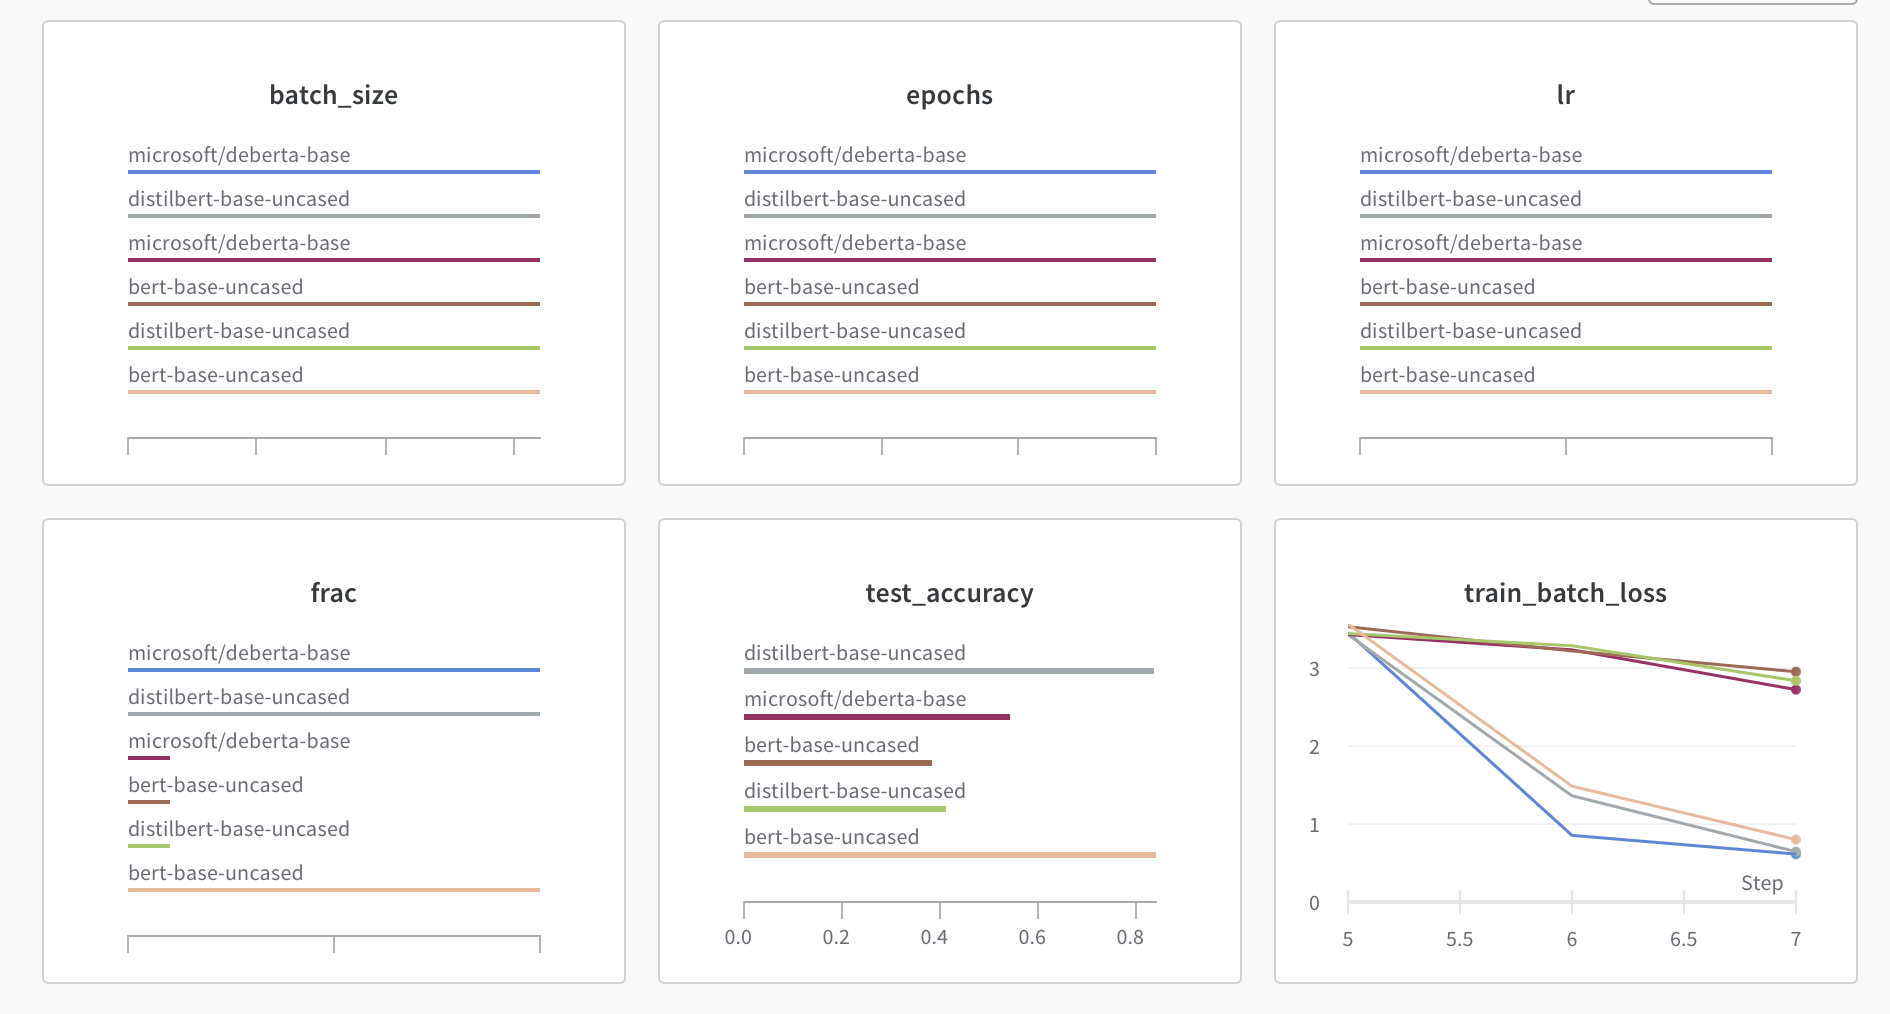 batch_size
microsoft/deberta-base
distilbert-base-uncased
microsoft/deberta-base
bert-base-uncased
distilbert-base-uncased
bert-base-uncased
epochs
microsoft/deberta-base
distilbert-base-uncased
microsoft/deberta-base
bert-base-uncased
distilbert-base-uncased
bert-base-uncased
lr
microsoft/deberta-base
distilbert-base-uncased
microsoft/deberta-base
bert-base-uncased
distilbert-base-uncased
bert-base-uncased
frac
microsoft/deberta-base
distilbert-base-uncased
microsoft/deberta-base
bert-base-uncased
distilbert-base-uncased
bert-base-uncased
test_accuracy
distilbert-base-uncased
microsoft/deberta-base
bert-base-uncased
distilbert-base-uncased
bert-base-uncased
0.0 0.2 0.4 0.6 0.8
train_batch_loss
3
2
1
Step
0
5 5.5 6 6.5 7